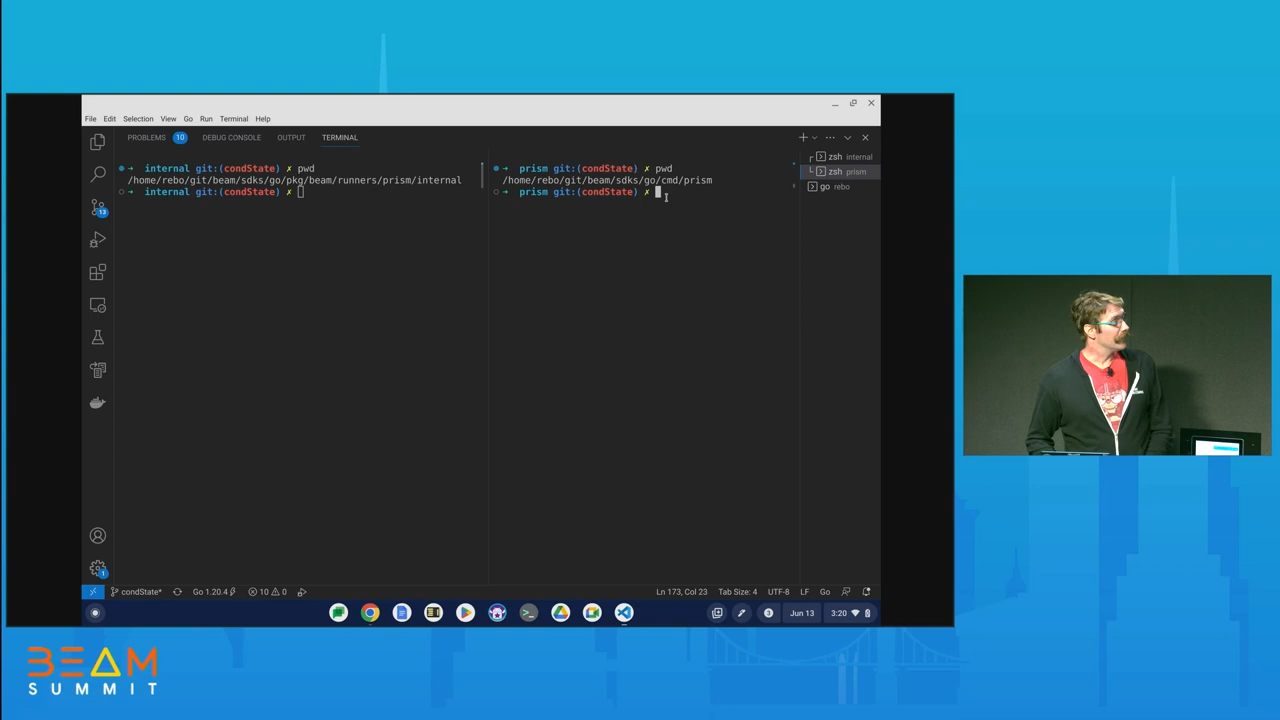 File Edit Selection View Go Run Terminal Help
PROBLEMS 10 DEBUG CONSOLE OUTPUT TERMINAL
➜ internal git:(condState) ✗ pwd
/home/rebo/git/beam/sdks/go/pkg/beam/runners/prism/internal
➜ internal git:(condState) ✗
➜ prism git:(condState) ✗ pwd
/home/rebo/git/beam/sdks/go/cmd/prism
➜ prism git:(condState) ✗
zsh internal
zsh prism
go rebo
13
1
condState* Go 1.20.4 10 0 Ln 173, Col 23 Tab Size: 4 UTF-8 LF Go
3 Jun 13 3:20
BEAM
SUMMIT